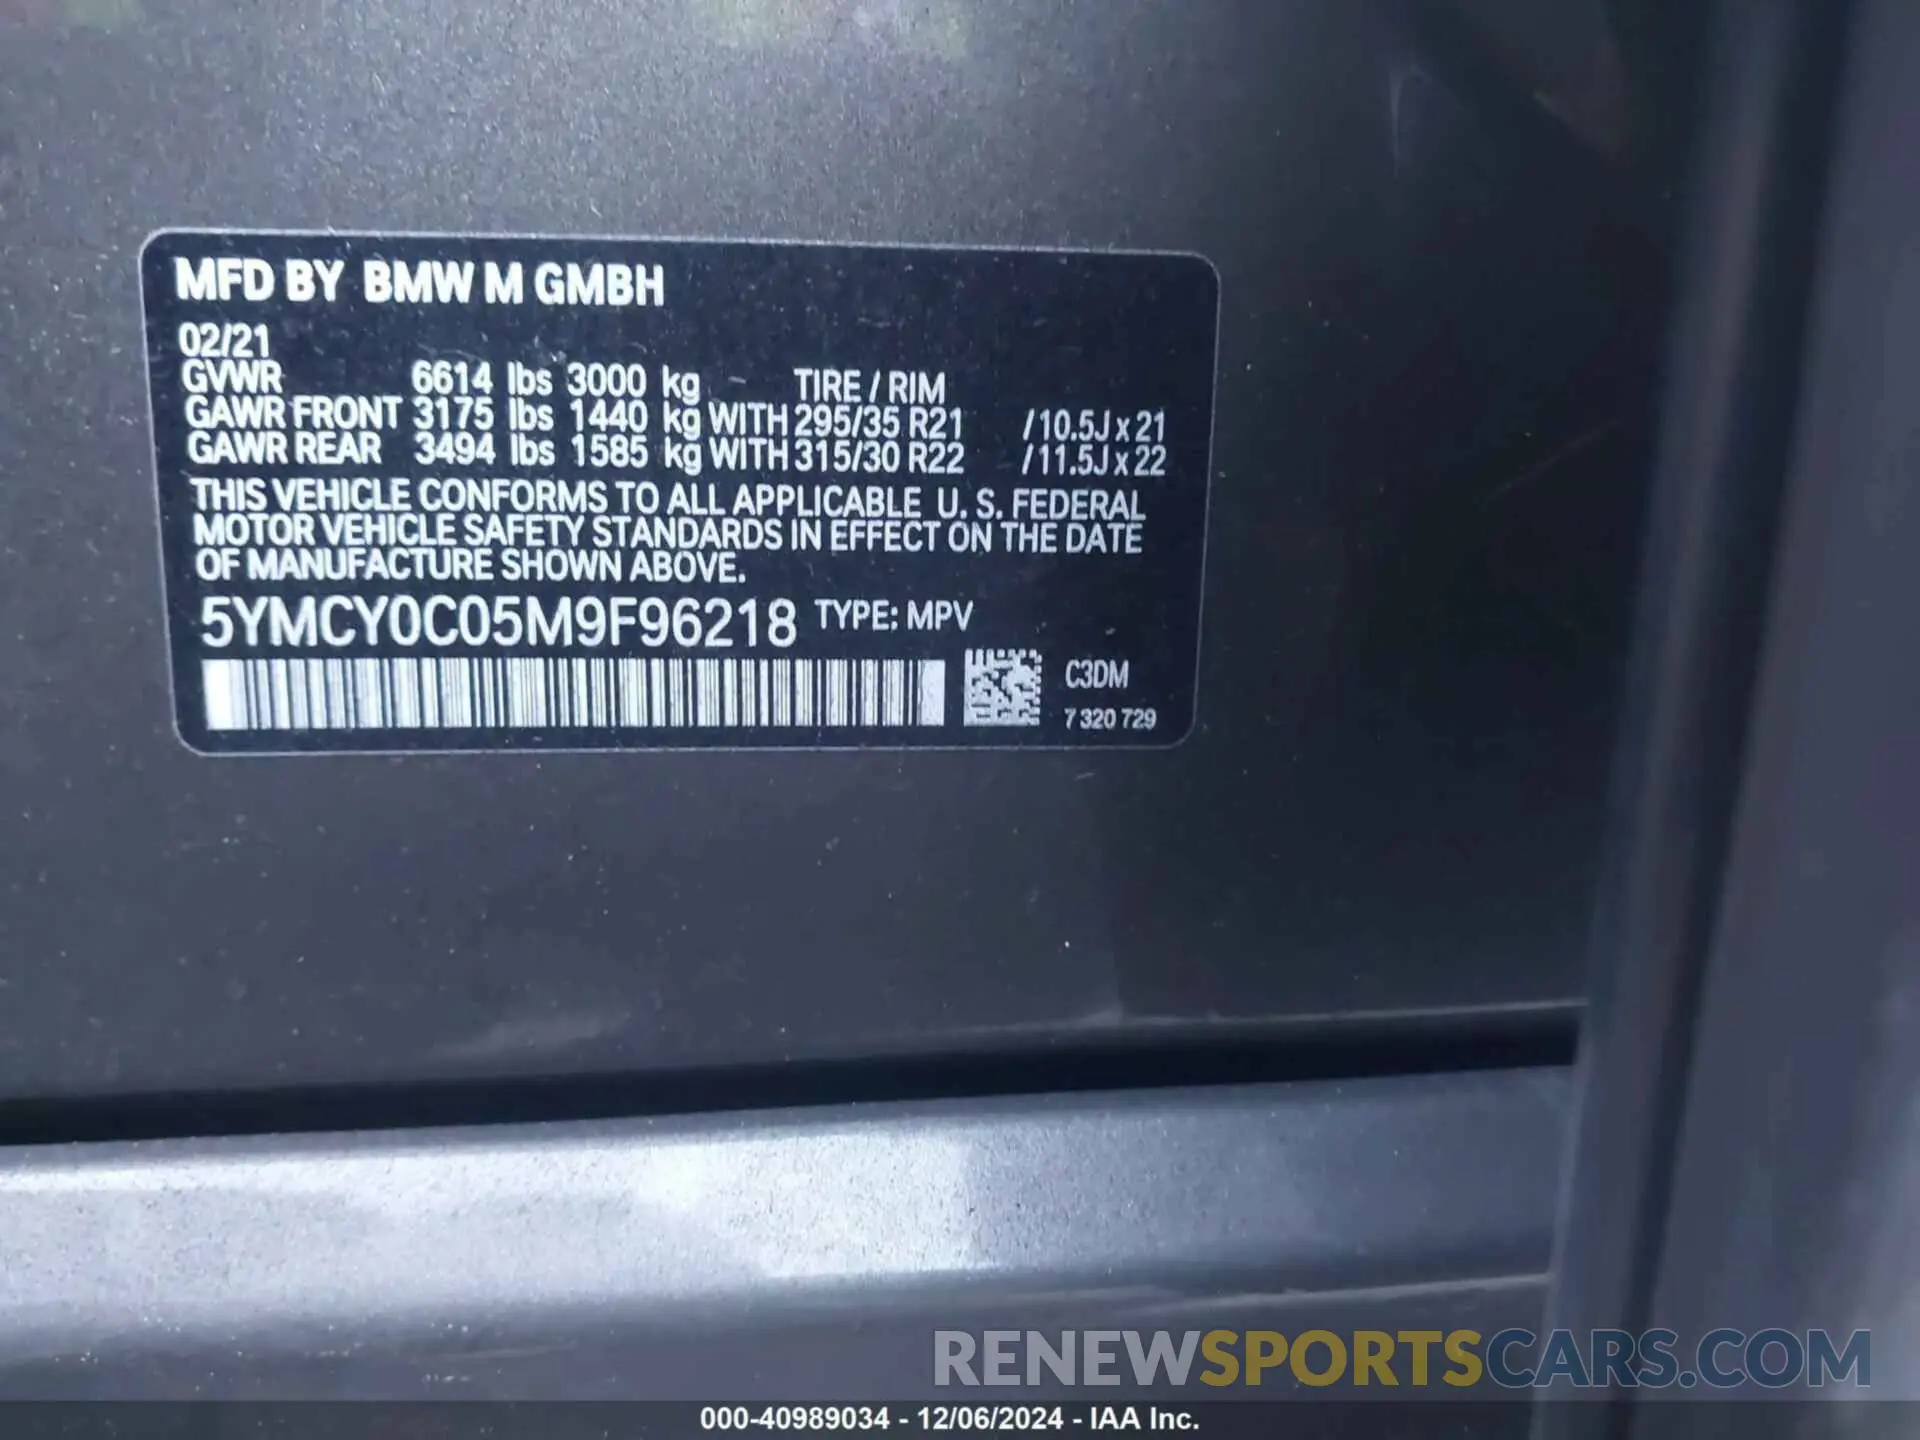 MFD BY BMW M GMBH
02/21
GVWR 6614 lbs 3000 kg - TIRE / RIM
GAWR FRONT 3175 lbs 1440 kg WITH 295/35 R21 /10.5J x 21
GAWR REAR 3494 lbs 1585 kg WITH 315/30 R22 /11.5J x 22
THIS VEHICLE CONFORMS TO ALL APPLICABLE U. S. FEDERAL
MOTOR VEHICLE SAFETY STANDARDS IN EFFECT ON THE DATE
OF MANUFACTURE SHOWN ABOVE.
5YMCY0C05M9F96218 TYPE: MPV
C3DM
7 320 729
RENEWSPORTSCARS.COM
000-40989034 - 12/06/2024 - IAA Inc.